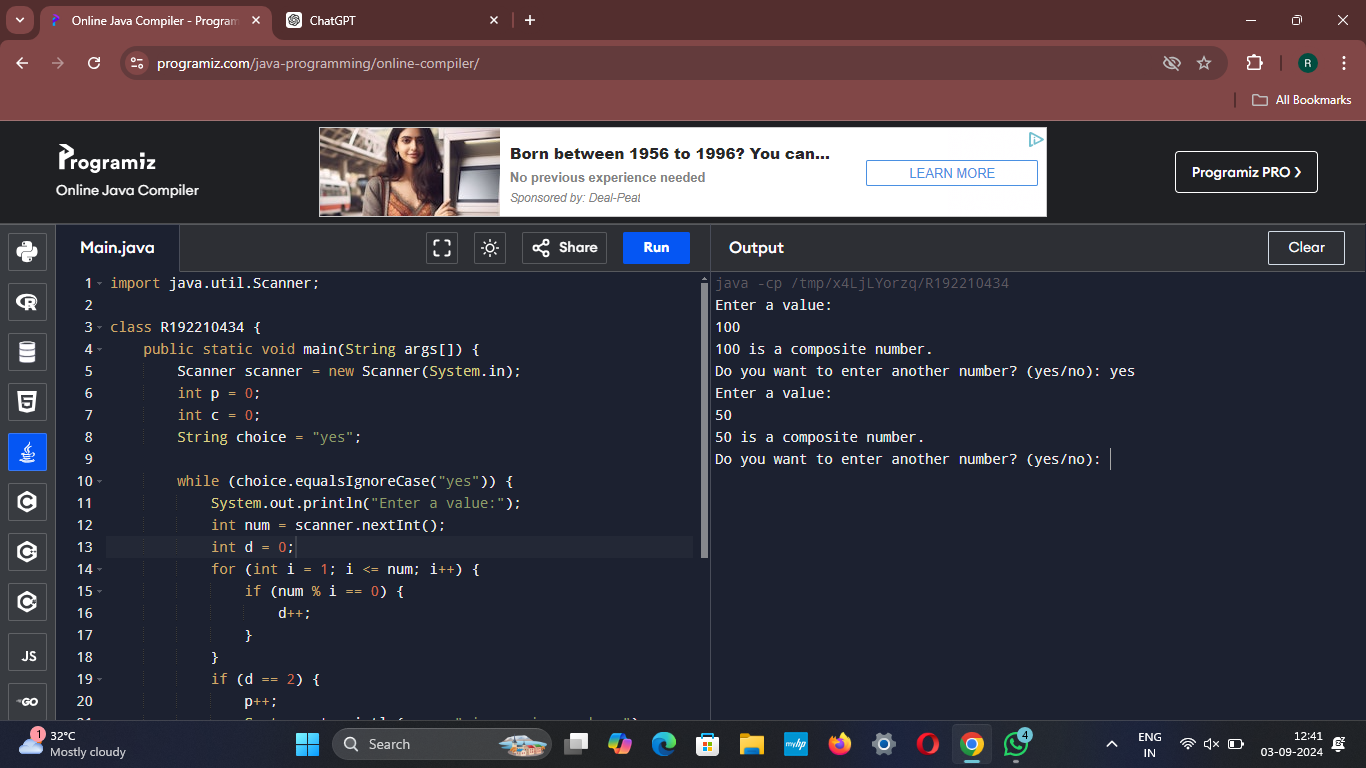 Online Java Compiler - Program
ChatGPT
programiz.com/java-programming/online-compiler/
R
All Bookmarks
Programiz
Online Java Compiler
Born between 1956 to 1996? You can...
No previous experience needed
Sponsored by: Deal-Peat
LEARN MORE
Programiz PRO
Main.java
Share
Run
Output
Clear
1 import java.util.Scanner;
2
3 class R192210434 {
4 public static void main(String args[]) {
5 Scanner scanner = new Scanner(System.in);
6 int p = 0;
7 int c = 0;
8 String choice = "yes";
9
10 while (choice.equalsIgnoreCase("yes")) {
11 System.out.println("Enter a value:");
12 int num = scanner.nextInt();
13 int d = 0;
14 for (int i = 1; i <= num; i++) {
15 if (num % i == 0) {
16 d++;
17 }
18 }
19 if (d == 2) {
20 p++;
java -cp /tmp/x4LjLYorzq/R192210434
Enter a value:
100
100 is a composite number.
Do you want to enter another number? (yes/no): yes
Enter a value:
50
50 is a composite number.
Do you want to enter another number? (yes/no):
JS
GO
1
32°C
Mostly cloudy
Search
myhp
4
ENG
IN
12:41
03-09-2024